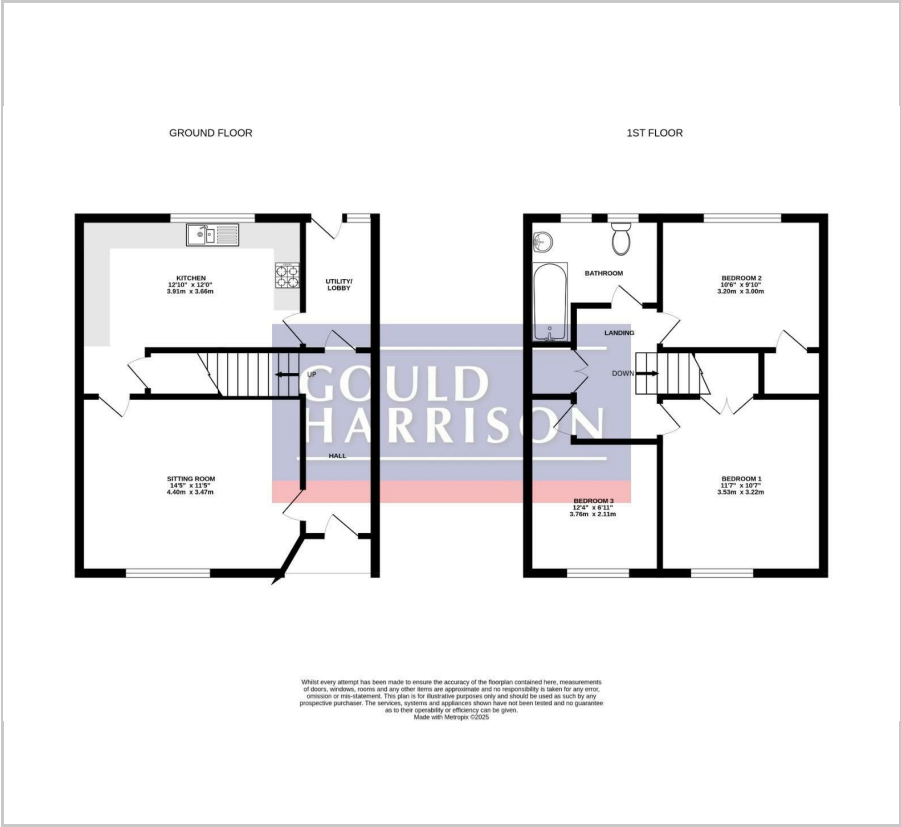 GROUND FLOOR
1ST FLOOR
KITCHEN
12'10" x 12'0"
3.91m x 3.66m
UTILITY/
LOBBY
UP
HALL
SITTING ROOM
14'5" x 11'5"
4.40m x 3.47m
BATHROOM
BEDROOM 2
10'6" x 9'10"
3.20m x 3.00m
LANDING
DOWN
BEDROOM 1
11'7" x 10'7"
3.53m x 3.22m
BEDROOM 3
12'4" x 6'11"
3.76m x 2.11m
GOULD
HARRISON
Whilst every attempt has been made to ensure the accuracy of the floorplan contained here, measurements
of doors, windows, rooms and any other items are approximate and no responsibility is taken for any error,
omission or mis-statement. This plan is for illustrative purposes only and should be used as such by any
prospective purchaser. The services, systems and appliances shown have not been tested and no guarantee
as to their operability or efficiency can be given.
Made with Metropix ©2025